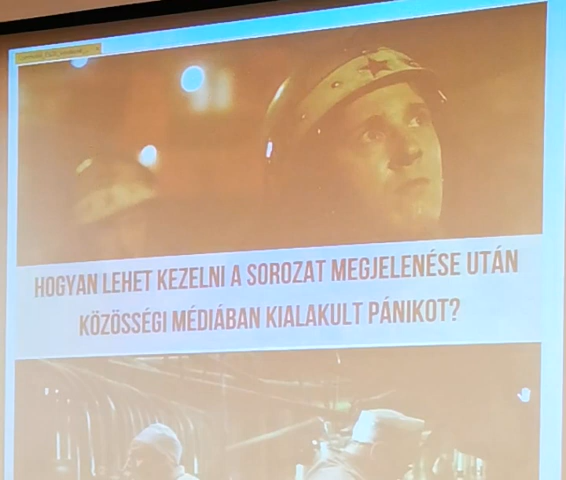 HOGYAN LEHET KEZELNI A SOROZAT MEGJELENÉSE UTÁN
KÖZÖSSÉGI MÉDIÁBAN KIALAKULT PÁNIKOT?